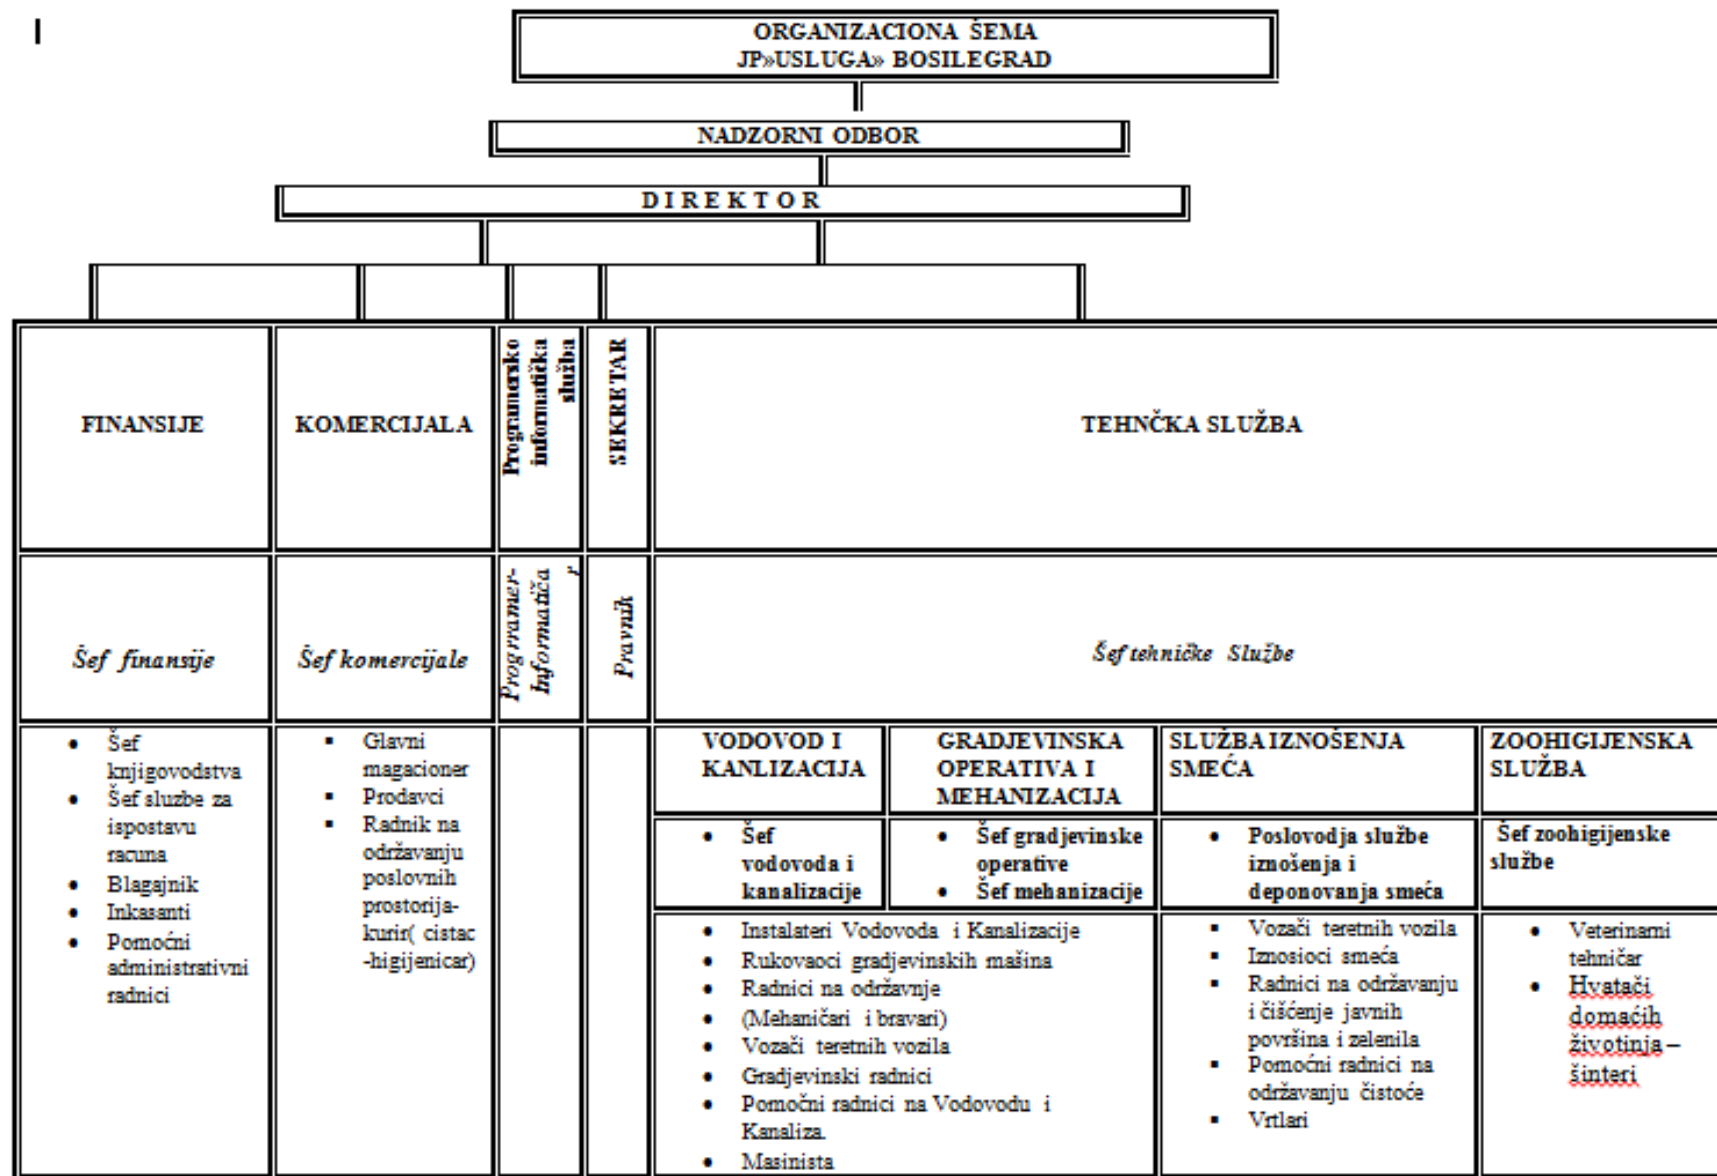 ORGANIZACIONA ŠEMA
JP»USLUGA» BOSILEGRAD
NADZORNI ODBOR
D I R E K T O R
FINANSIJE
KOMERCIJALA
Programersko
informatička
služba
SEKRETAR
TEHNČKA SLUŽBA
Šef finansije
Šef komercijale
Progrramer-
Informatiča
r
Pravnik
Šef tehničke Službe
• Šef
knjigovodstva
• Šef sluzbe za
ispostavu
racuna
• Blagajnik
• Inkasanti
• Pomoćni
administrativni
radnici
▪ Glavni
magacioner
▪ Prodavci
▪ Radnik na
održavanju
poslovnih
prostorija-
kurir( cistac
-higijenicar)
VODOVOD I
KANLIZACIJA
GRADJEVINSKA
OPERATIVA I
MEHANIZACIJA
SLUŽBA IZNOŠENJA
SMEĆA
ZOOHIGIJENSKA
SLUŽBA
• Šef
vodovoda i
kanalizacije
• Šef gradjevinske
operative
• Šef mehanizacije
• Poslovodja službe
iznošenja i
deponovanja smeća
Šef zoohigijenske
službe
• Instalateri Vodovoda i Kanalizacije
• Rukovaoci gradjevinskih mašina
• Radnici na održavnje
• (Mehaničari i bravari)
• Vozači teretnih vozila
• Gradjevinski radnici
• Pomočni radnici na Vodovodu i
Kanaliza.
• Masinista
▪ Vozači teretnih vozila
▪ Iznosioci smeća
▪ Radnici na održavanju
i čišćenje javnih
površina i zelenila
▪ Pomoćni radnici na
održavanju čistoće
▪ Vrtlari
• Veterinarni
tehničar
• Hvatači
domaćih
životinja –
šinteri